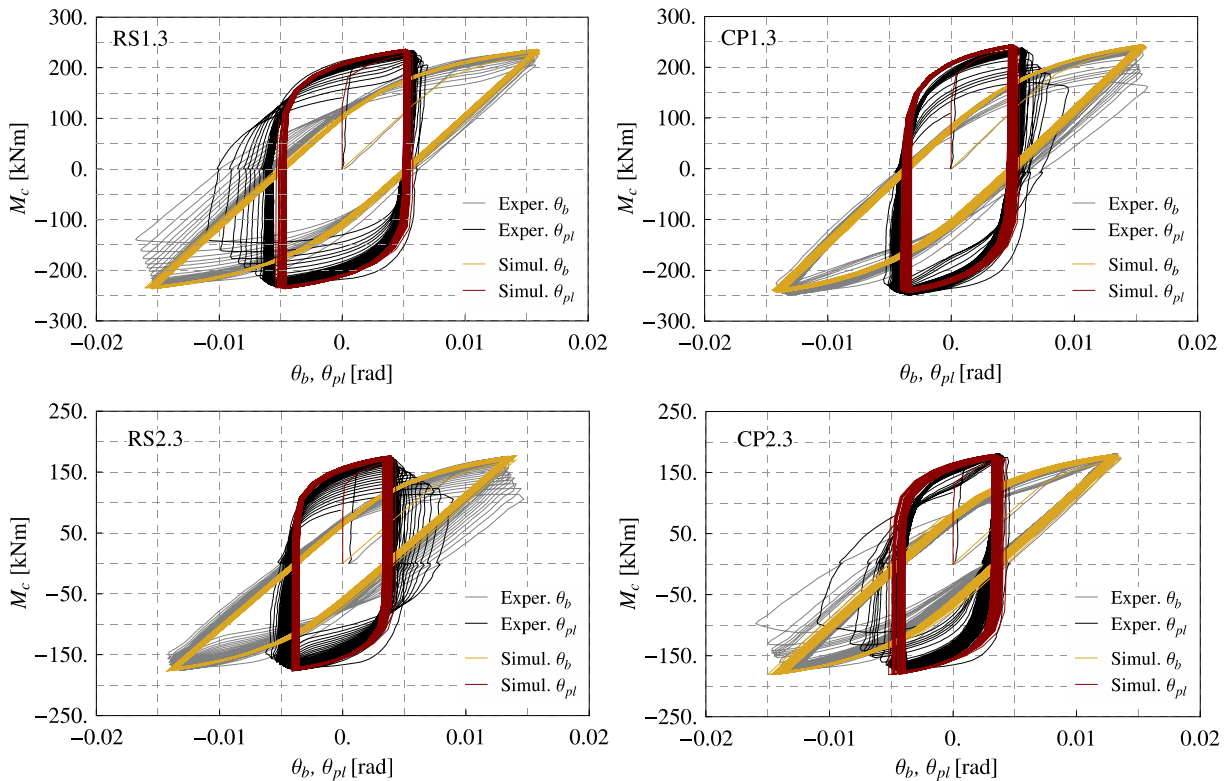 RS1.3
300.
200.
100.
0.
−100.
−200.
−300.
M_c [kNm]
Exper. θ_b
Exper. θ_pl
Simul. θ_b
Simul. θ_pl
−0.02 −0.01 0. 0.01 0.02
θ_b, θ_pl [rad]
CP1.3
300.
200.
100.
0.
−100.
−200.
−300.
M_c [kNm]
Exper. θ_b
Exper. θ_pl
Simul. θ_b
Simul. θ_pl
−0.02 −0.01 0. 0.01 0.02
θ_b, θ_pl [rad]
RS2.3
250.
150.
50.
−50.
−150.
−250.
M_c [kNm]
Exper. θ_b
Exper. θ_pl
Simul. θ_b
Simul. θ_pl
−0.02 −0.01 0. 0.01 0.02
θ_b, θ_pl [rad]
CP2.3
250.
150.
50.
−50.
−150.
−250.
M_c [kNm]
Exper. θ_b
Exper. θ_pl
Simul. θ_b
Simul. θ_pl
−0.02 −0.01 0. 0.01 0.02
θ_b, θ_pl [rad]